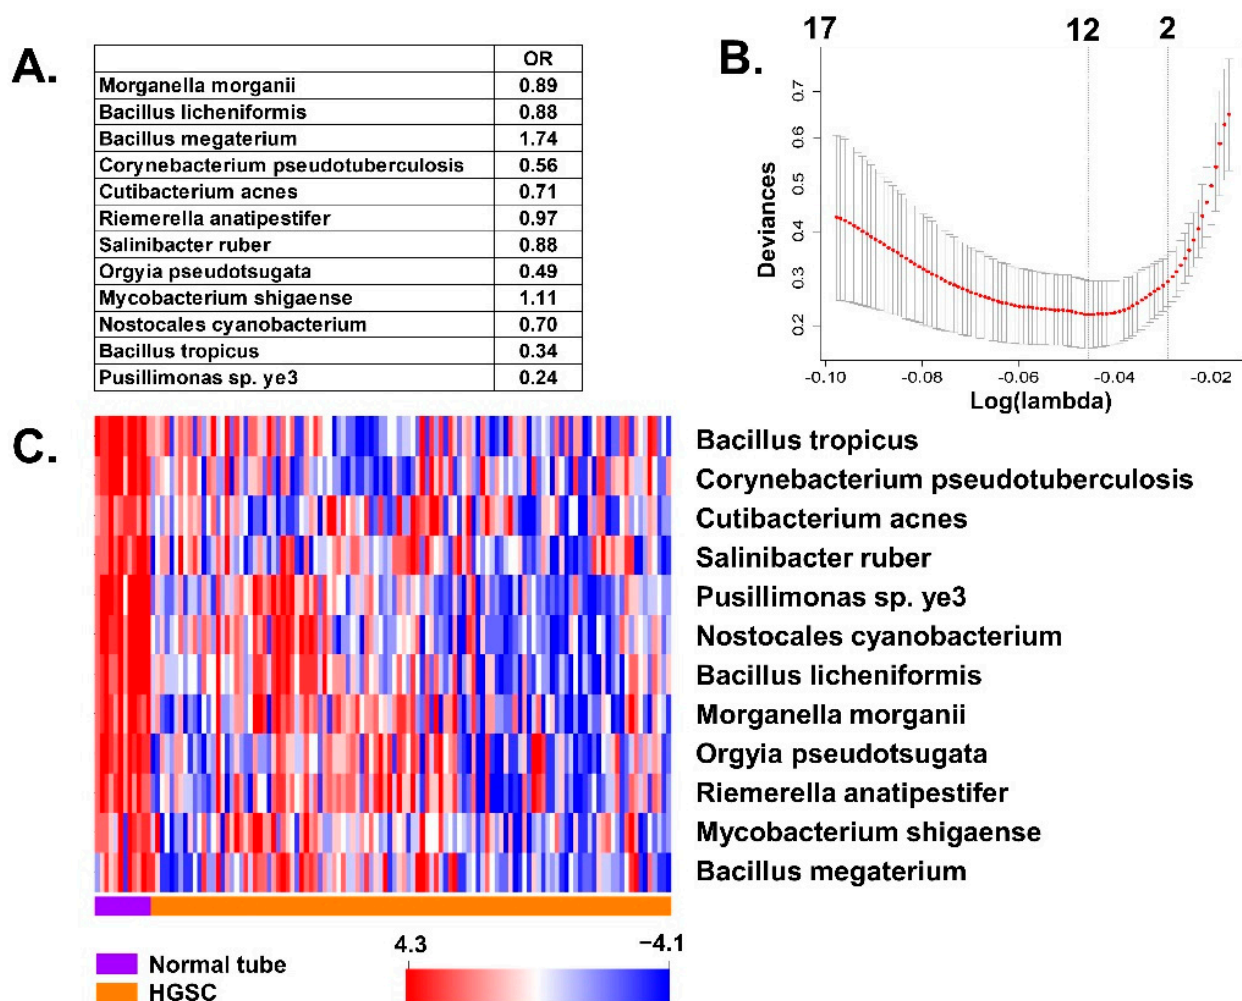 A.
OR
Morganella morganii 0.89
Bacillus licheniformis 0.88
Bacillus megaterium 1.74
Corynebacterium pseudotuberculosis 0.56
Cutibacterium acnes 0.71
Riemerella anatipestifer 0.97
Salinibacter ruber 0.88
Orgyia pseudotsugata 0.49
Mycobacterium shigaense 1.11
Nostocales cyanobacterium 0.70
Bacillus tropicus 0.34
Pusillimonas sp. ye3 0.24
B.
17 12 2
Deviances
0.7
0.6
0.5
0.4
0.3
0.2
-0.10 -0.08 -0.06 -0.04 -0.02
Log(lambda)
C.
Bacillus tropicus
Corynebacterium pseudotuberculosis
Cutibacterium acnes
Salinibacter ruber
Pusillimonas sp. ye3
Nostocales cyanobacterium
Bacillus licheniformis
Morganella morganii
Orgyia pseudotsugata
Riemerella anatipestifer
Mycobacterium shigaense
Bacillus megaterium
Normal tube
HGSC
4.3 −4.1